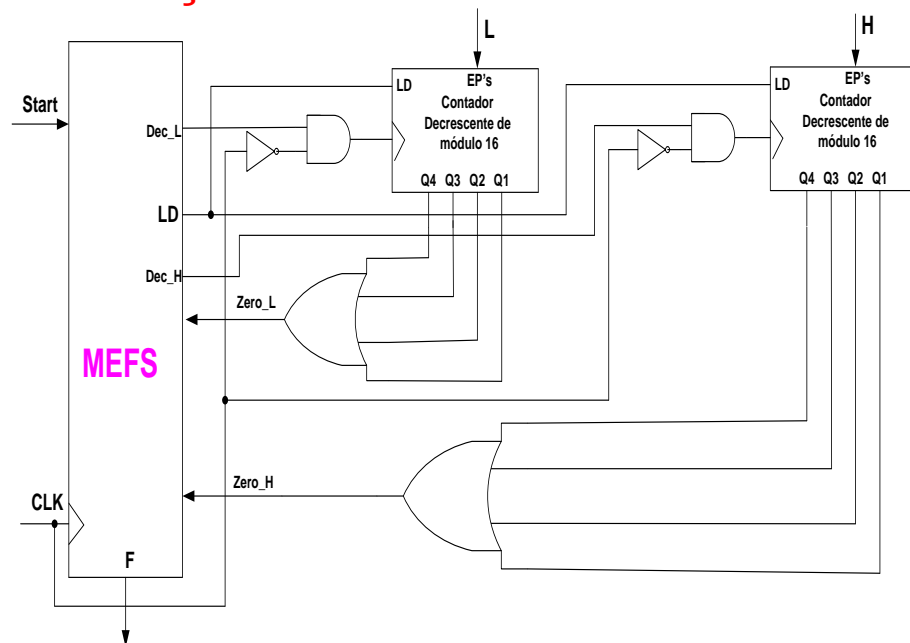 L
H
LD
EP's
Contador
Decrescente de
módulo 16
Q4 Q3 Q2 Q1
LD
EP's
Contador
Decrescente de
módulo 16
Q4 Q3 Q2 Q1
Start
Dec_L
LD
Dec_H
Zero_L
MEFS
Zero_H
CLK
F